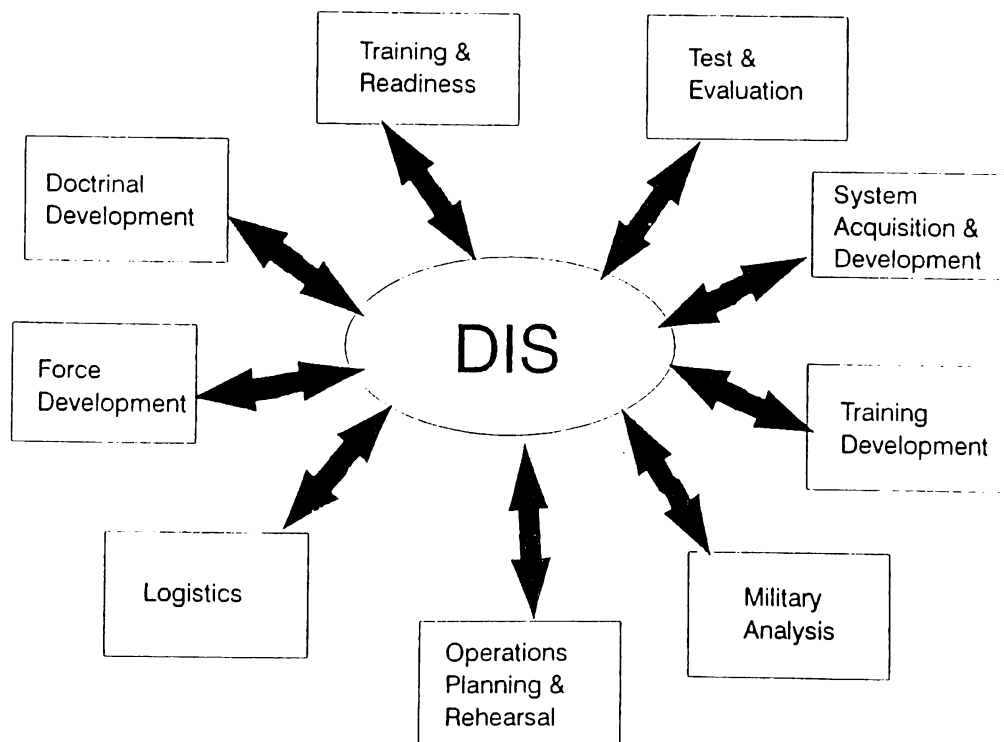 Training &
Readiness
Test &
Evaluation
Doctrinal
Development
System
Acquisition &
Development
DIS
Force
Development
Training
Development
Logistics
Military
Analysis
Operations
Planning &
Rehearsal